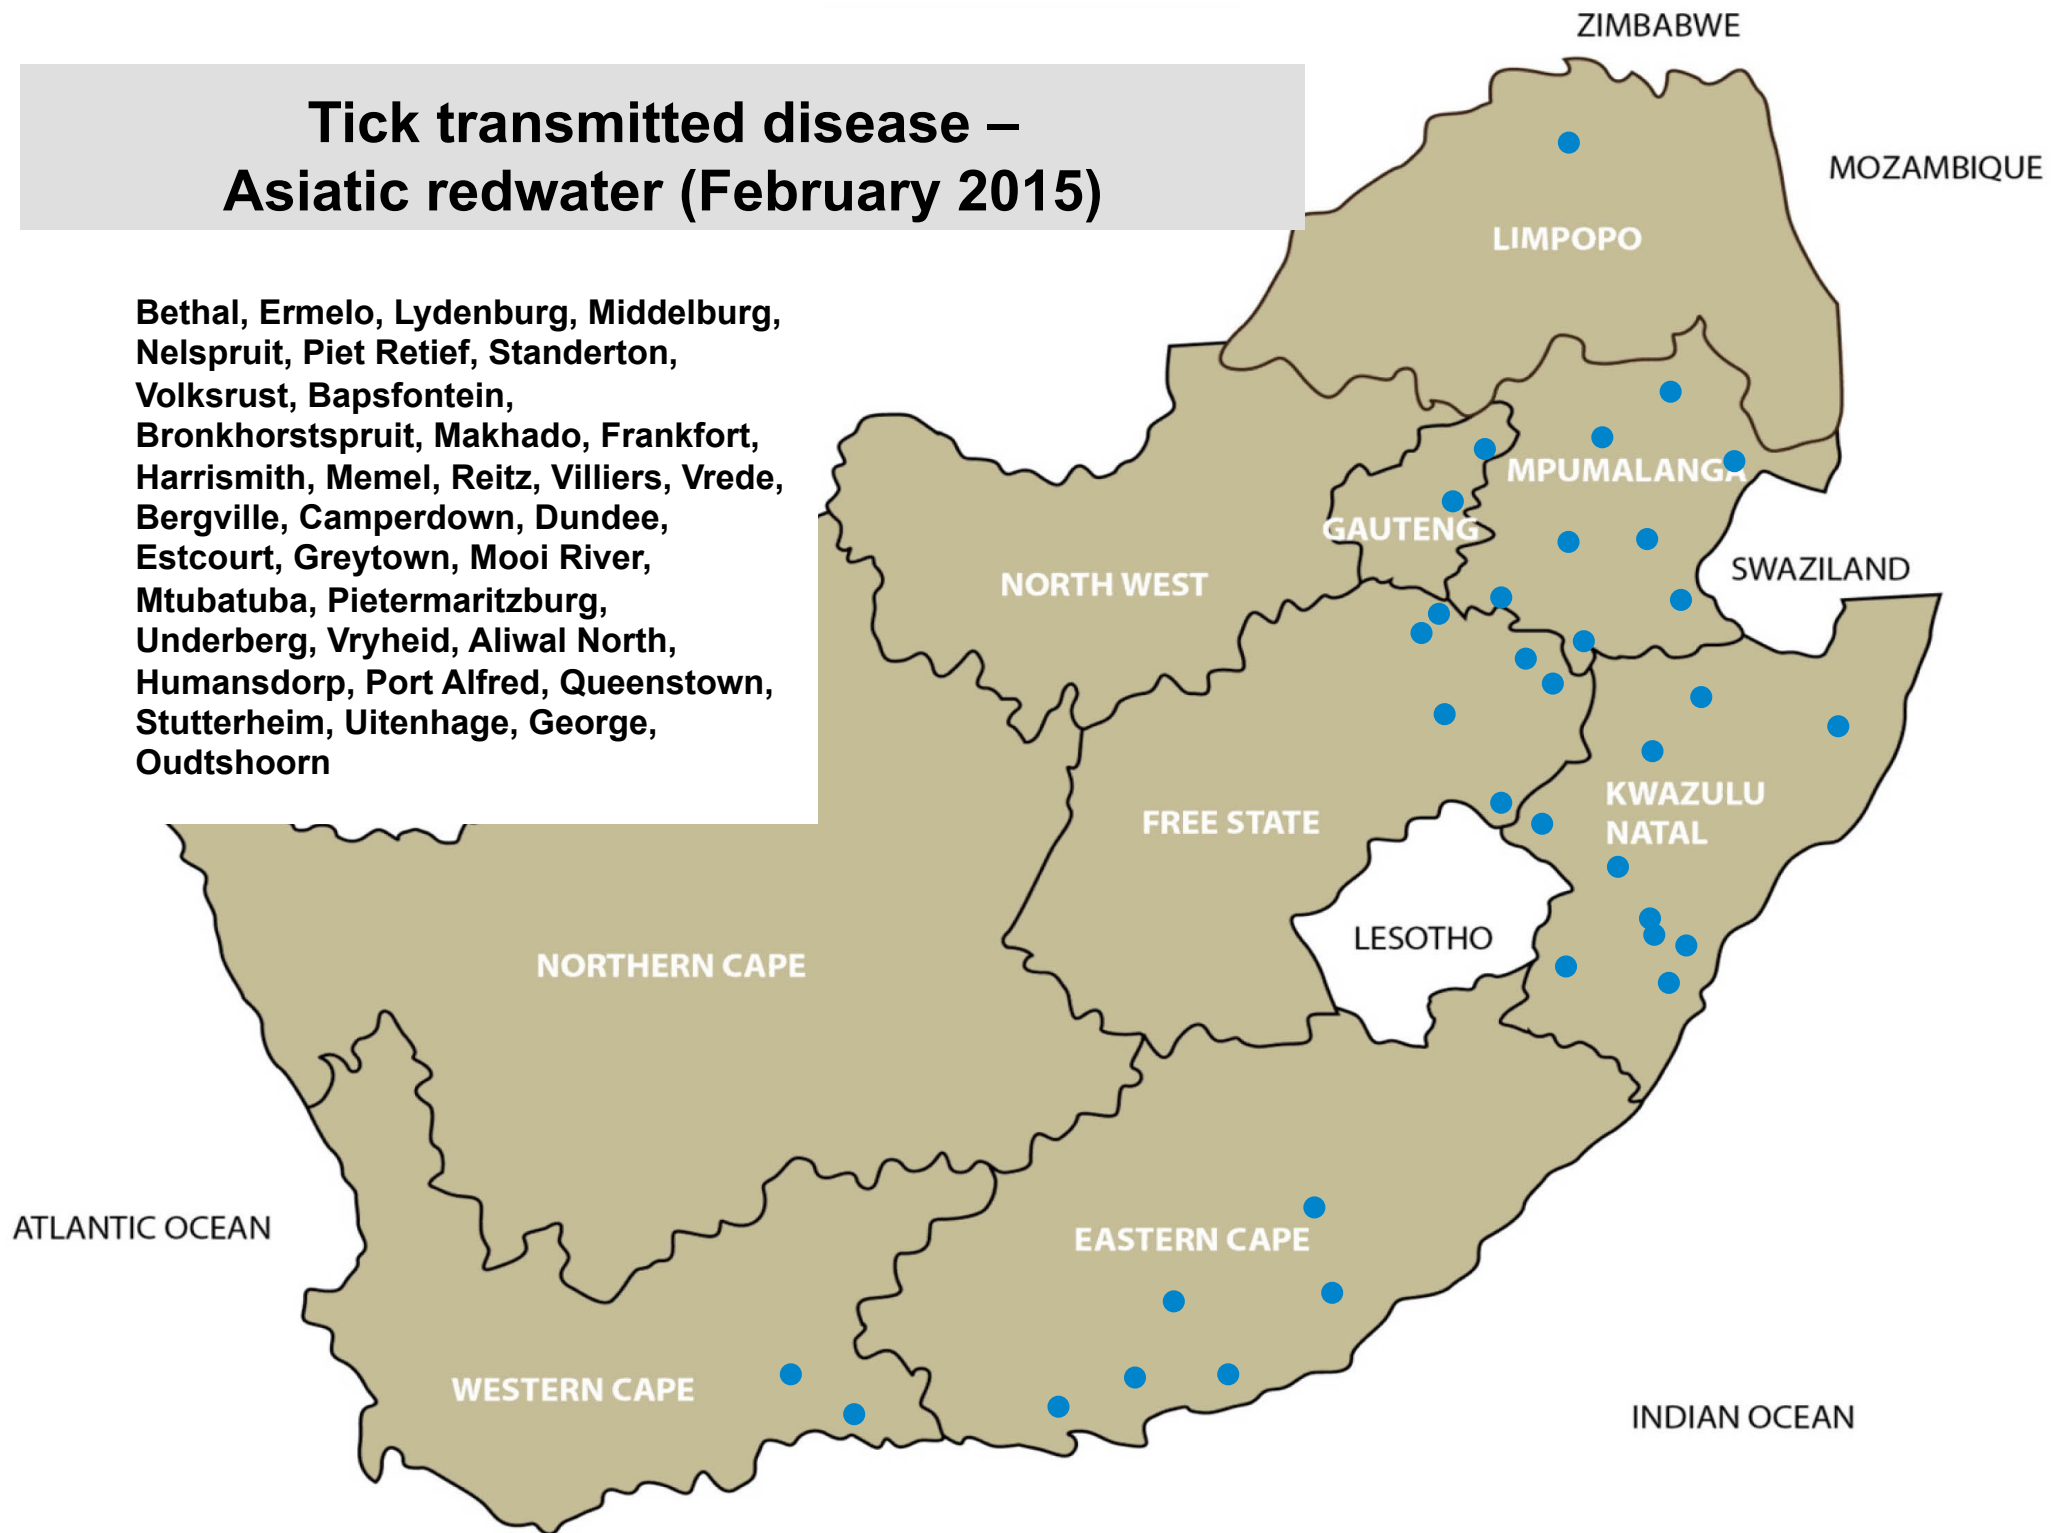 ZIMBABWE
Tick transmitted disease –
Asiatic redwater (February 2015)
MOZAMBIQUE
LIMPOPO
Bethal, Ermelo, Lydenburg, Middelburg,
Nelspruit, Piet Retief, Standerton,
Volksrust, Bapsfontein,
Bronkhorstspruit, Makhado, Frankfort,
Harrismith, Memel, Reitz, Villiers, Vrede,
Bergville, Camperdown, Dundee,
Estcourt, Greytown, Mooi River,
Mtubatuba, Pietermaritzburg,
Underberg, Vryheid, Aliwal North,
Humansdorp, Port Alfred, Queenstown,
Stutterheim, Uitenhage, George,
Oudtshoorn
MPUMALANGA
GAUTENG
SWAZILAND
NORTH WEST
KWAZULU
NATAL
FREE STATE
LESOTHO
NORTHERN CAPE
ATLANTIC OCEAN
EASTERN CAPE
WESTERN CAPE
INDIAN OCEAN